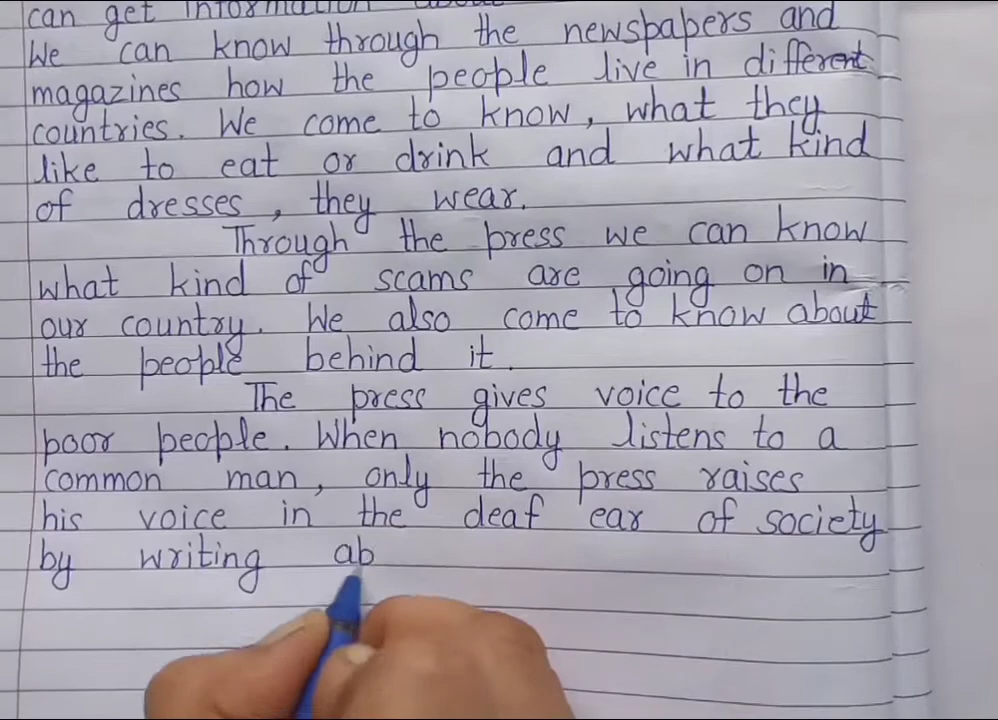 can get information about
We can know through the newspapers and
magazines how the people live in different
countries. We come to know, what they
like to eat or drink and what kind
of dresses, they wear.
Through the press we can know
what kind of scams are going on in
our country. We also come to know about
the people behind it.
The press gives voice to the
poor people. When nobody listens to a
common man, only the press raises
his voice in the deaf ear of society
by writing ab